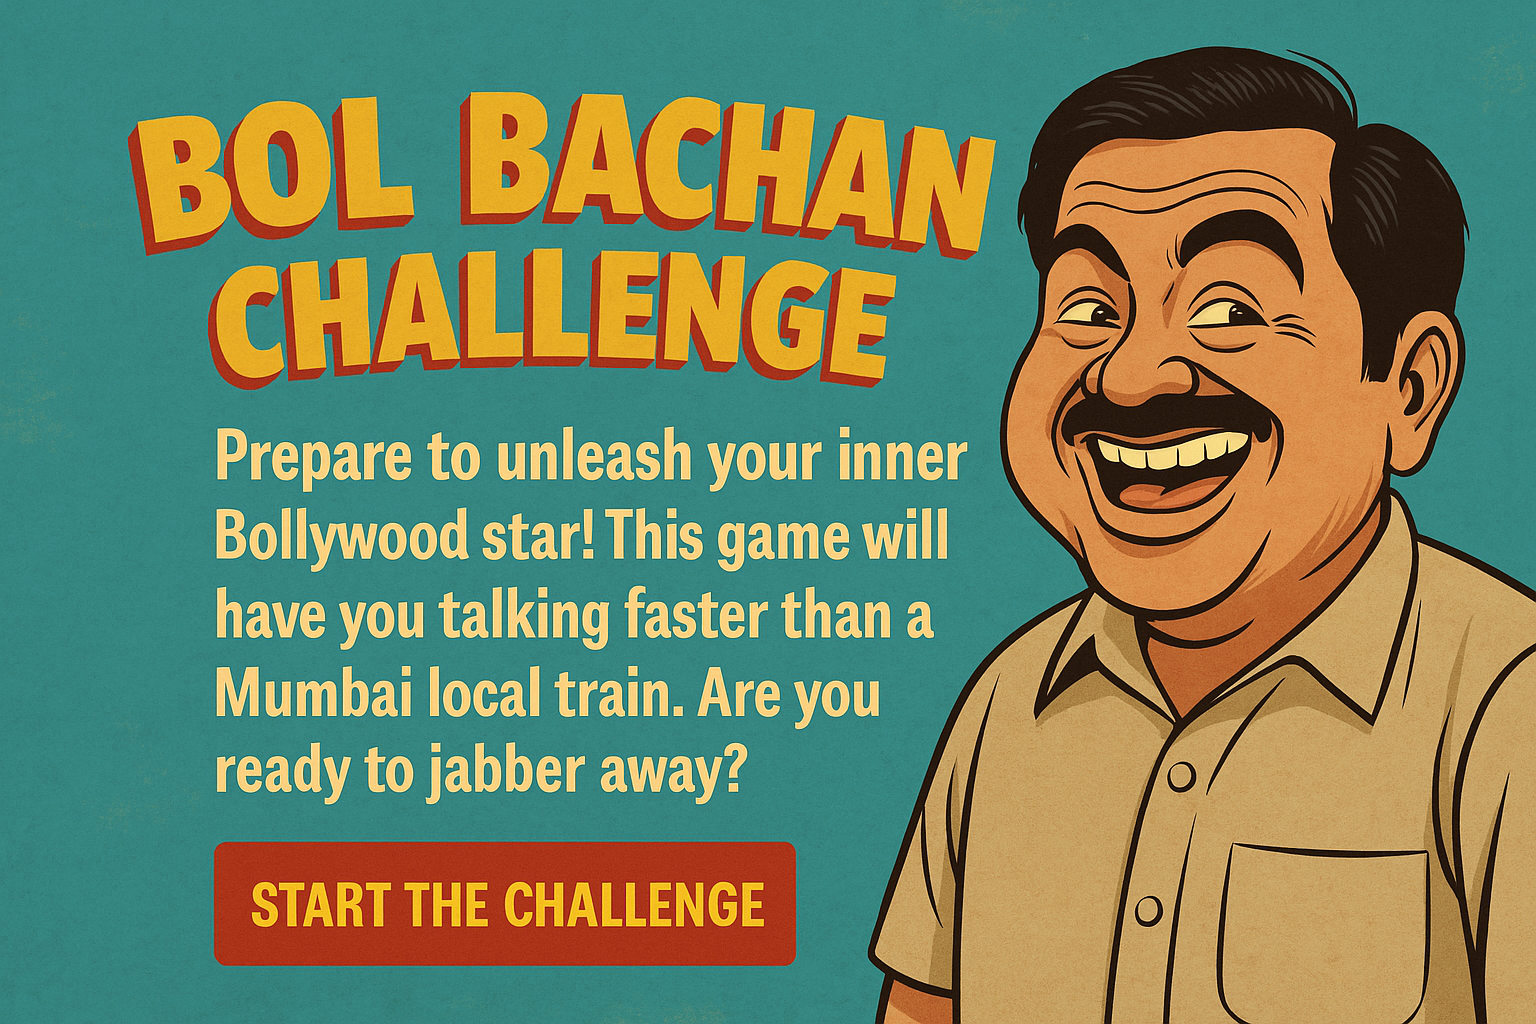 BOL BACHAN
CHALLENGE
Prepare to unleash your inner
Bollywood star! This game will
have you talking faster than a
Mumbai local train. Are you
ready to jabber away?
START THE CHALLENGE